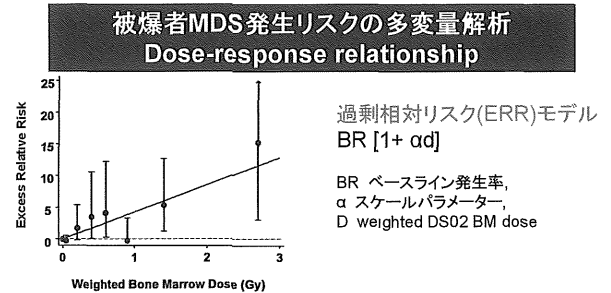 被爆者MDS発生リスクの多変量解析
Dose-response relationship
Excess Relative Risk
25
20
15
10
5
0
0
1
2
3
Weighted Bone Marrow Dose (Gy)
過剰相対リスク(ERR)モデル
BR [1+ αd]
BR ベースライン発生率,
α スケールパラメーター,
D weighted DS02 BM dose